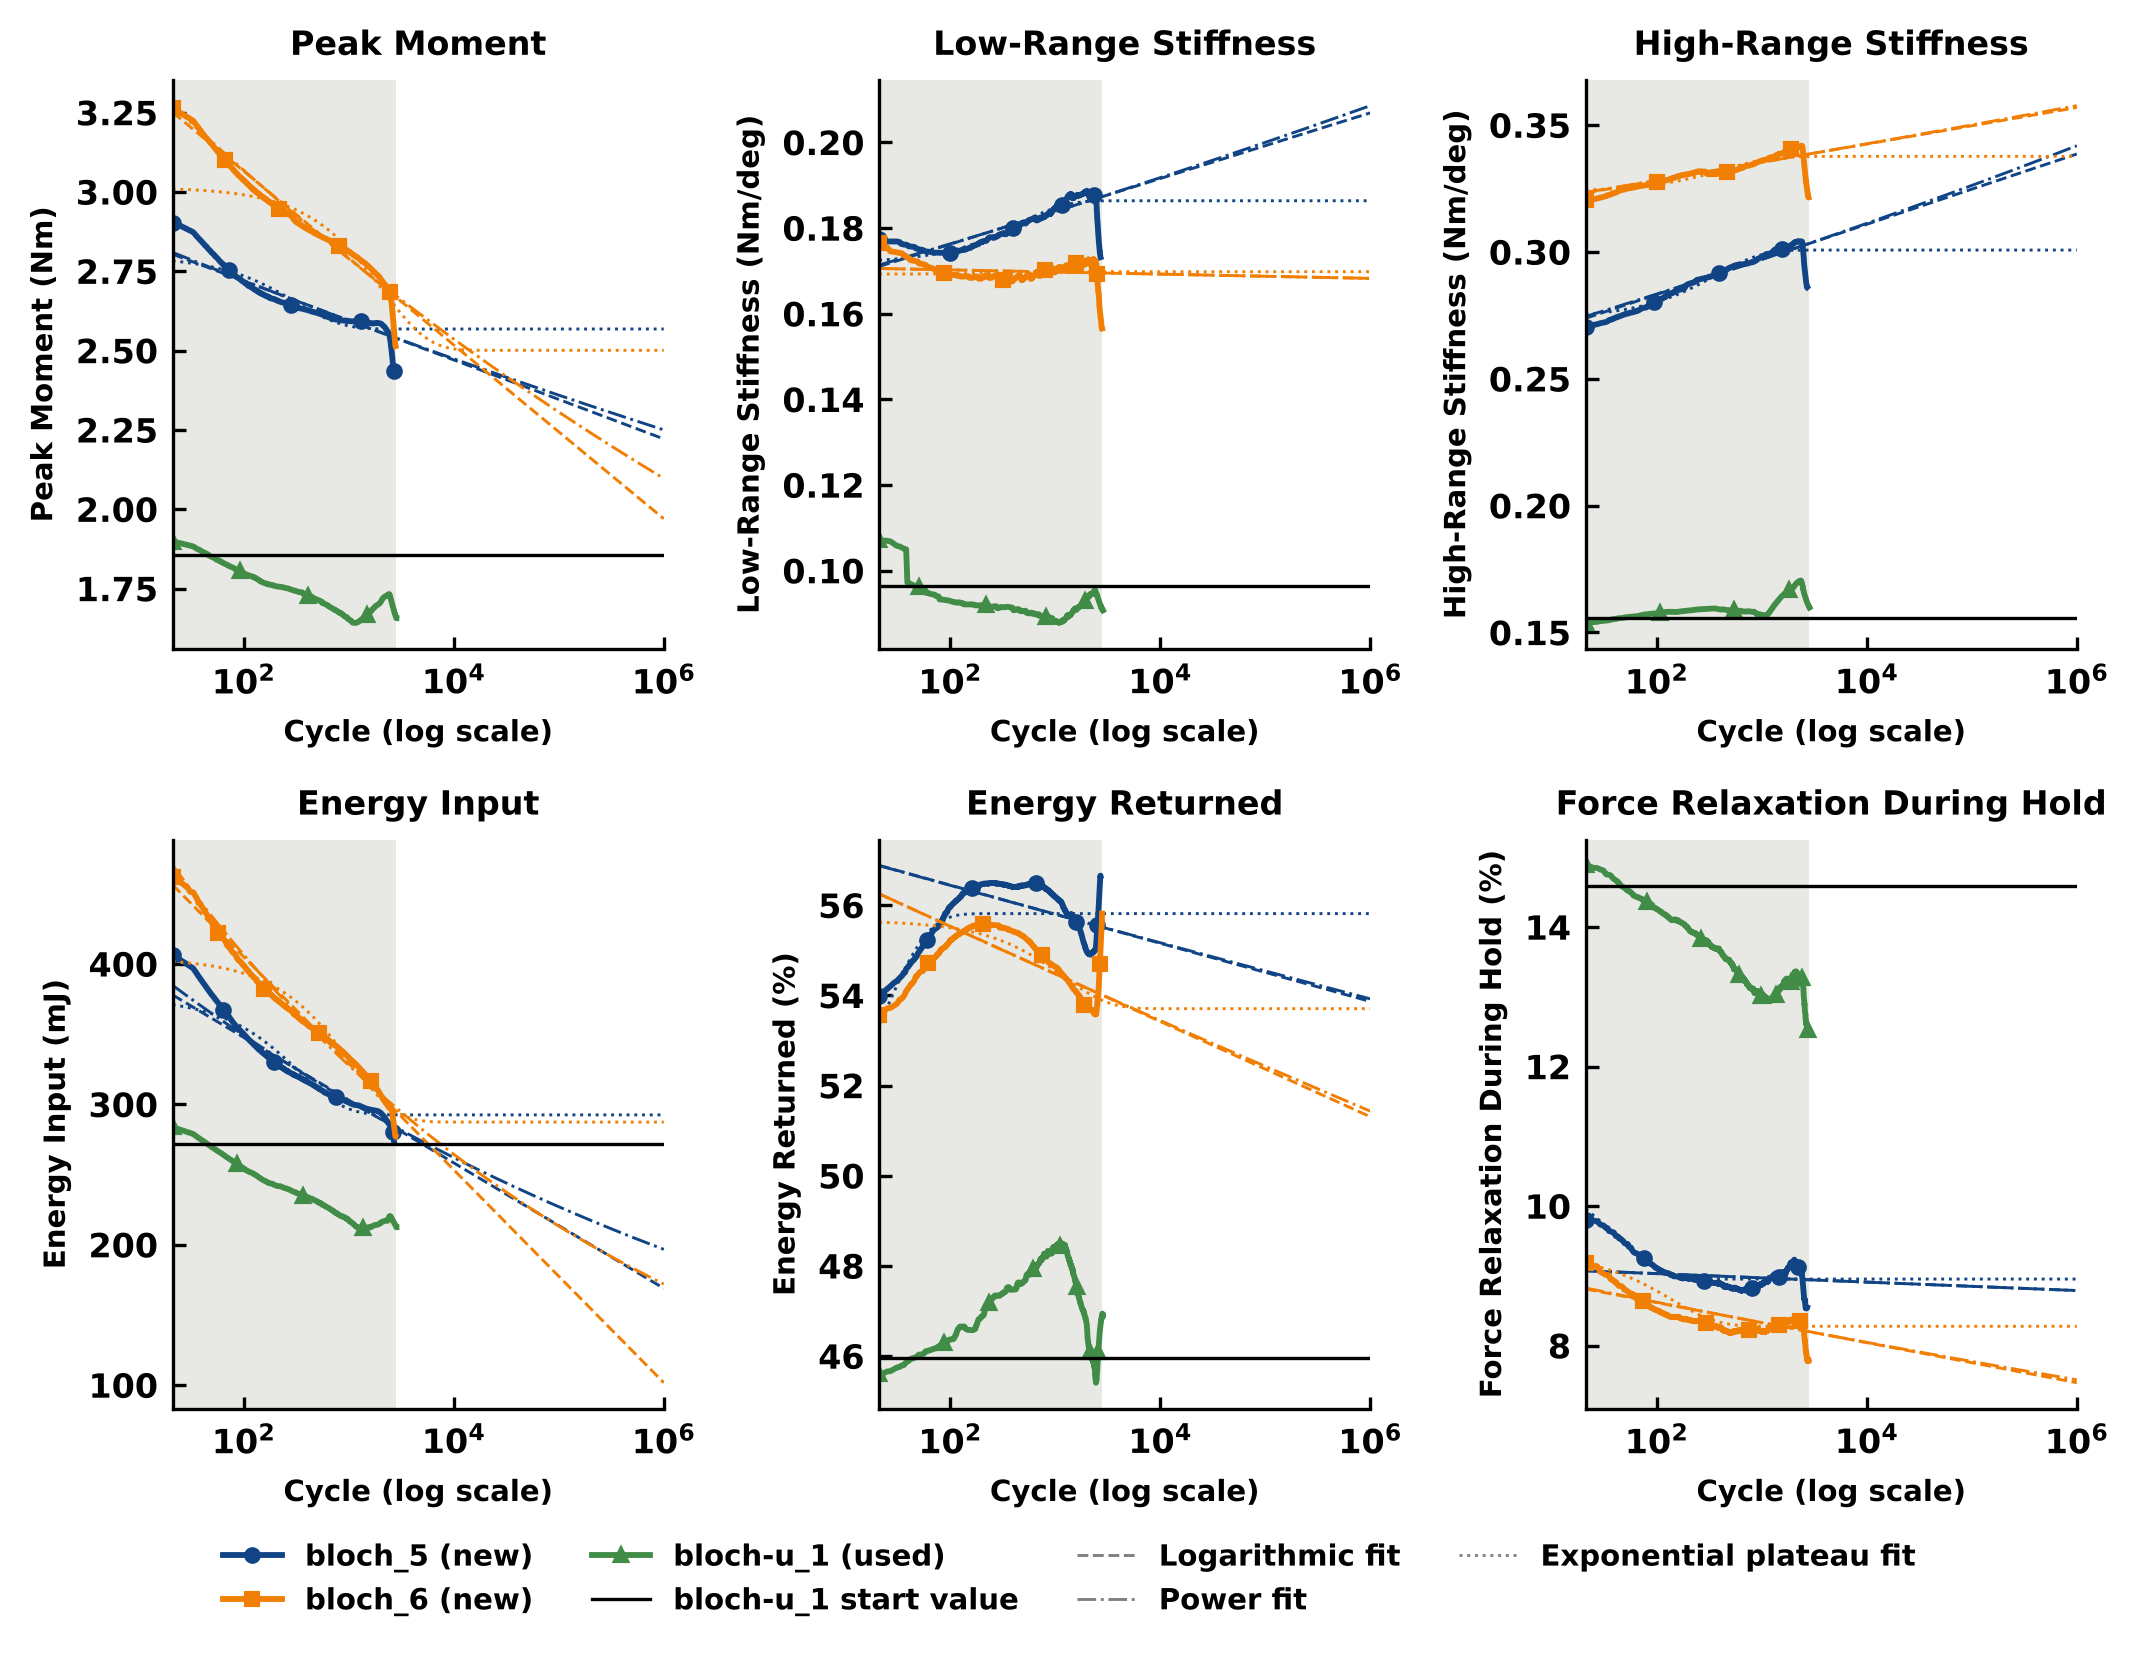 Peak Moment
Low-Range Stiffness
High-Range Stiffness
Peak Moment (Nm)
3.25
3.00
2.75
2.50
2.25
2.00
1.75
10²
10⁴
10⁶
Cycle (log scale)
Low-Range Stiffness (Nm/deg)
0.20
0.18
0.16
0.14
0.12
0.10
10²
10⁴
10⁶
Cycle (log scale)
High-Range Stiffness (Nm/deg)
0.35
0.30
0.25
0.20
0.15
10²
10⁴
10⁶
Cycle (log scale)
Energy Input
Energy Returned
Force Relaxation During Hold
Energy Input (mJ)
400
300
200
100
10²
10⁴
10⁶
Cycle (log scale)
Energy Returned (%)
56
54
52
50
48
46
10²
10⁴
10⁶
Cycle (log scale)
Force Relaxation During Hold (%)
14
12
10
8
10²
10⁴
10⁶
Cycle (log scale)
bloch_5 (new)
bloch_6 (new)
bloch-u_1 (used)
bloch-u_1 start value
Logarithmic fit
Power fit
Exponential plateau fit